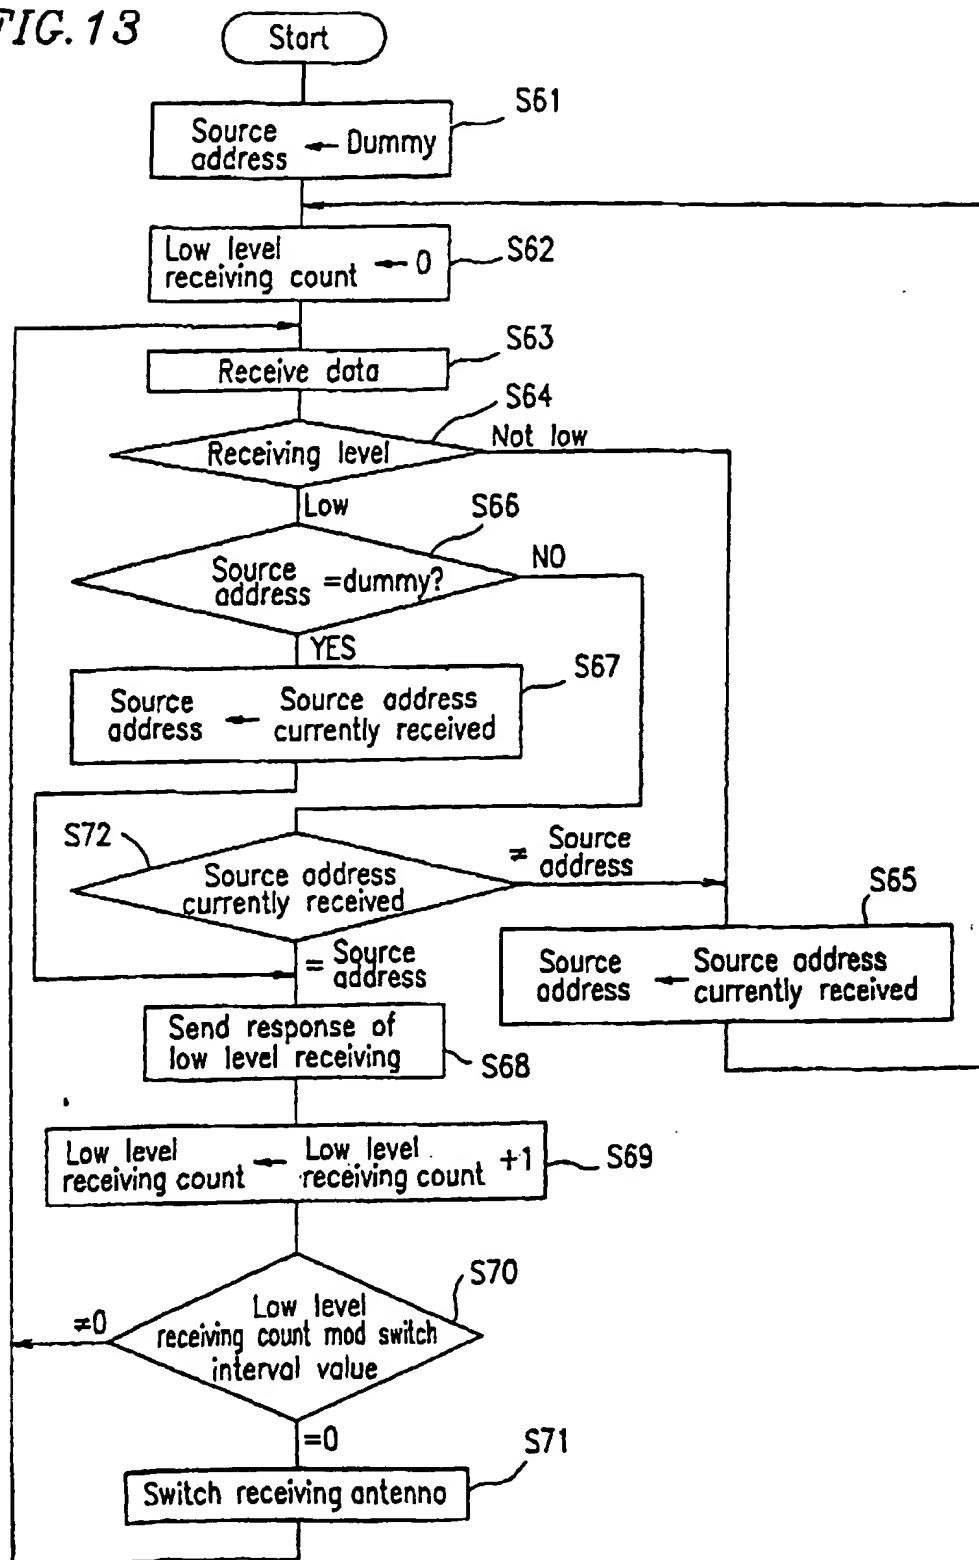 FIG.13
Start
S61
Source address ← Dummy
S62
Low level receiving count ← 0
S63
Receive data
S64
Receiving level
Not low
Low
S66
Source address =dummy?
NO
YES
S67
Source address ← Source address currently received
S72
Source address currently received
≠ Source address
= Source address
S65
Source address ← Source address currently received
Send response of low level receiving
S68
Low level receiving count ← Low level receiving count +1
S69
S70
Low level receiving count mod switch interval value
≠0
=0
S71
Switch receiving antenna